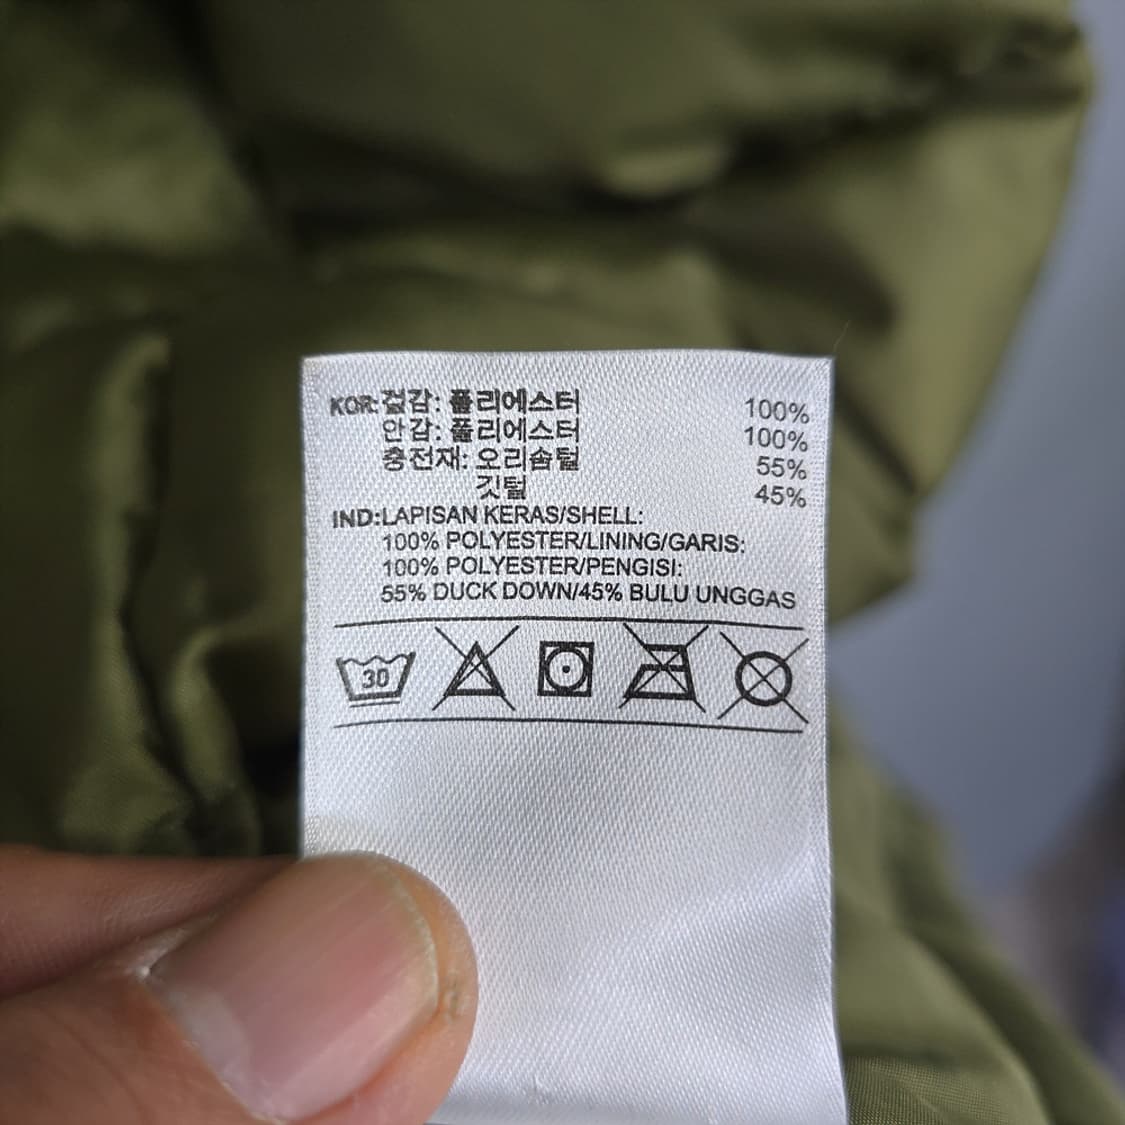 KOR:겉감: 폴리에스터 100%
안감: 폴리에스터 100%
충전재: 오리솜털 55%
깃털 45%
IND:LAPISAN KERAS/SHELL:
100% POLYESTER/LINING/GARIS:
100% POLYESTER/PENGISI:
55% DUCK DOWN/45% BULU UNGGAS
30